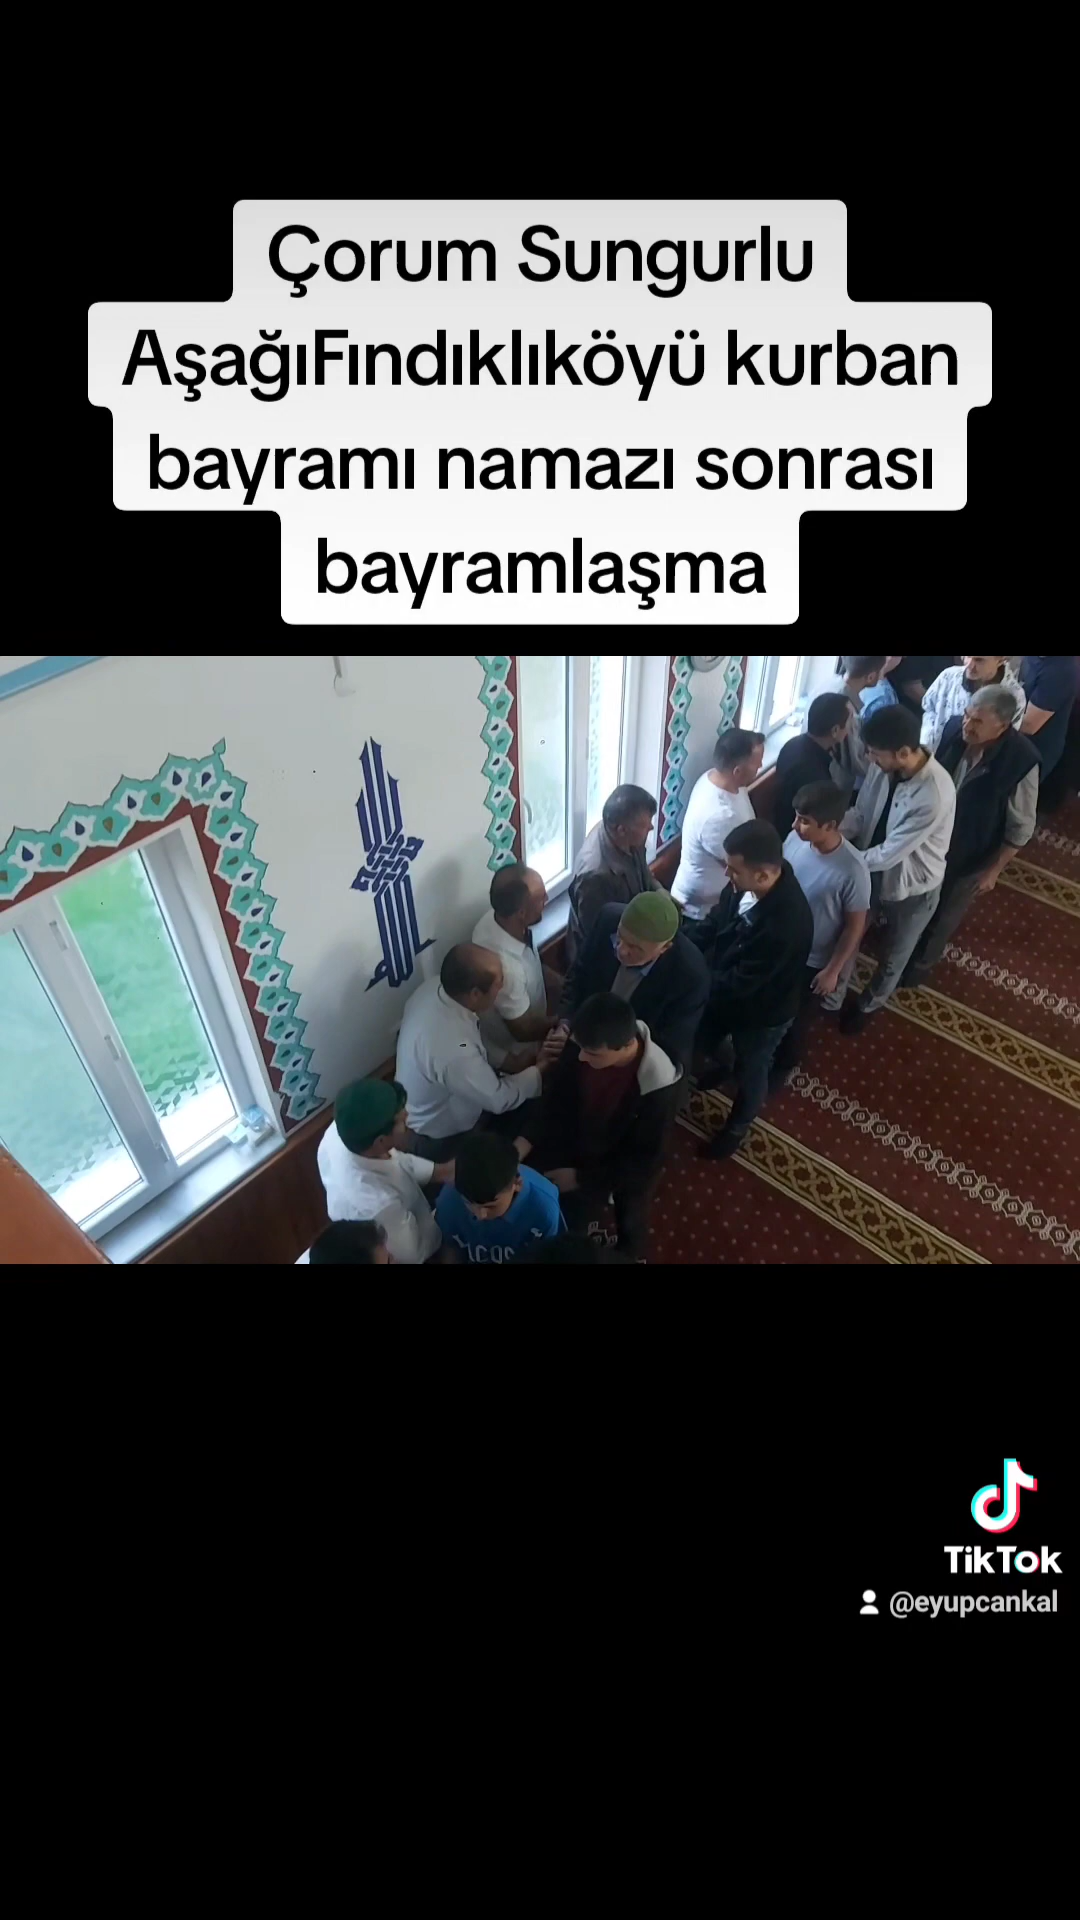 Çorum Sungurlu
AşağıFındıklıköyü kurban
bayramı namazı sonrası
bayramlaşma
TikTok
@eyupcankal